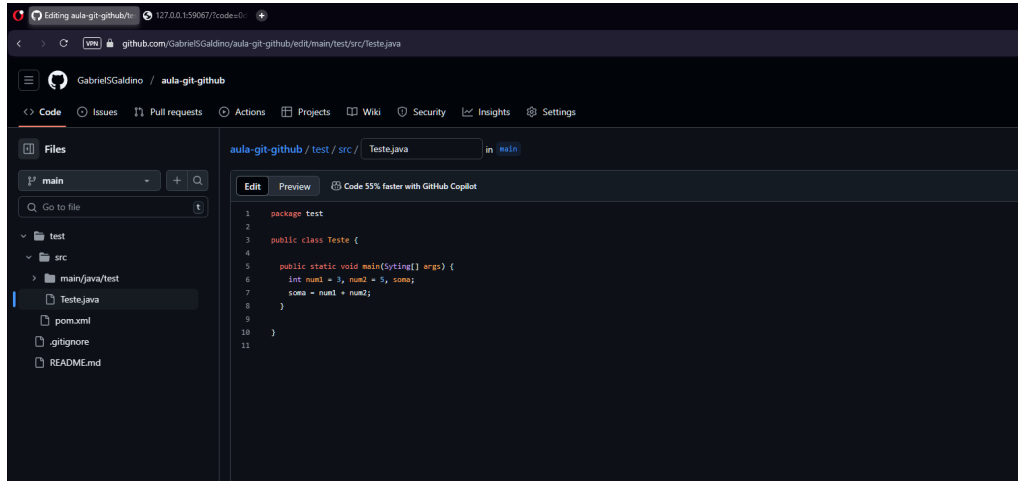 Editing aula-git-github/te
127.0.0.1:59067/?code=0
VPN github.com/GabrielSGaldino/aula-git-github/edit/main/test/src/Teste.java
GabrielSGaldino / aula-git-github
Code Issues Pull requests Actions Projects Wiki Security Insights Settings
Files
main
Go to file t
test
src
main/java/test
Teste.java
pom.xml
.gitignore
README.md
aula-git-github / test / src / Teste.java in main
Edit Preview Code 55% faster with GitHub Copilot
1 package test
2
3 public class Teste {
4
5 public static void main(Syting[] args) {
6 int num1 = 3, num2 = 5, soma;
7 soma = num1 + num2;
8 }
9
10 }
11